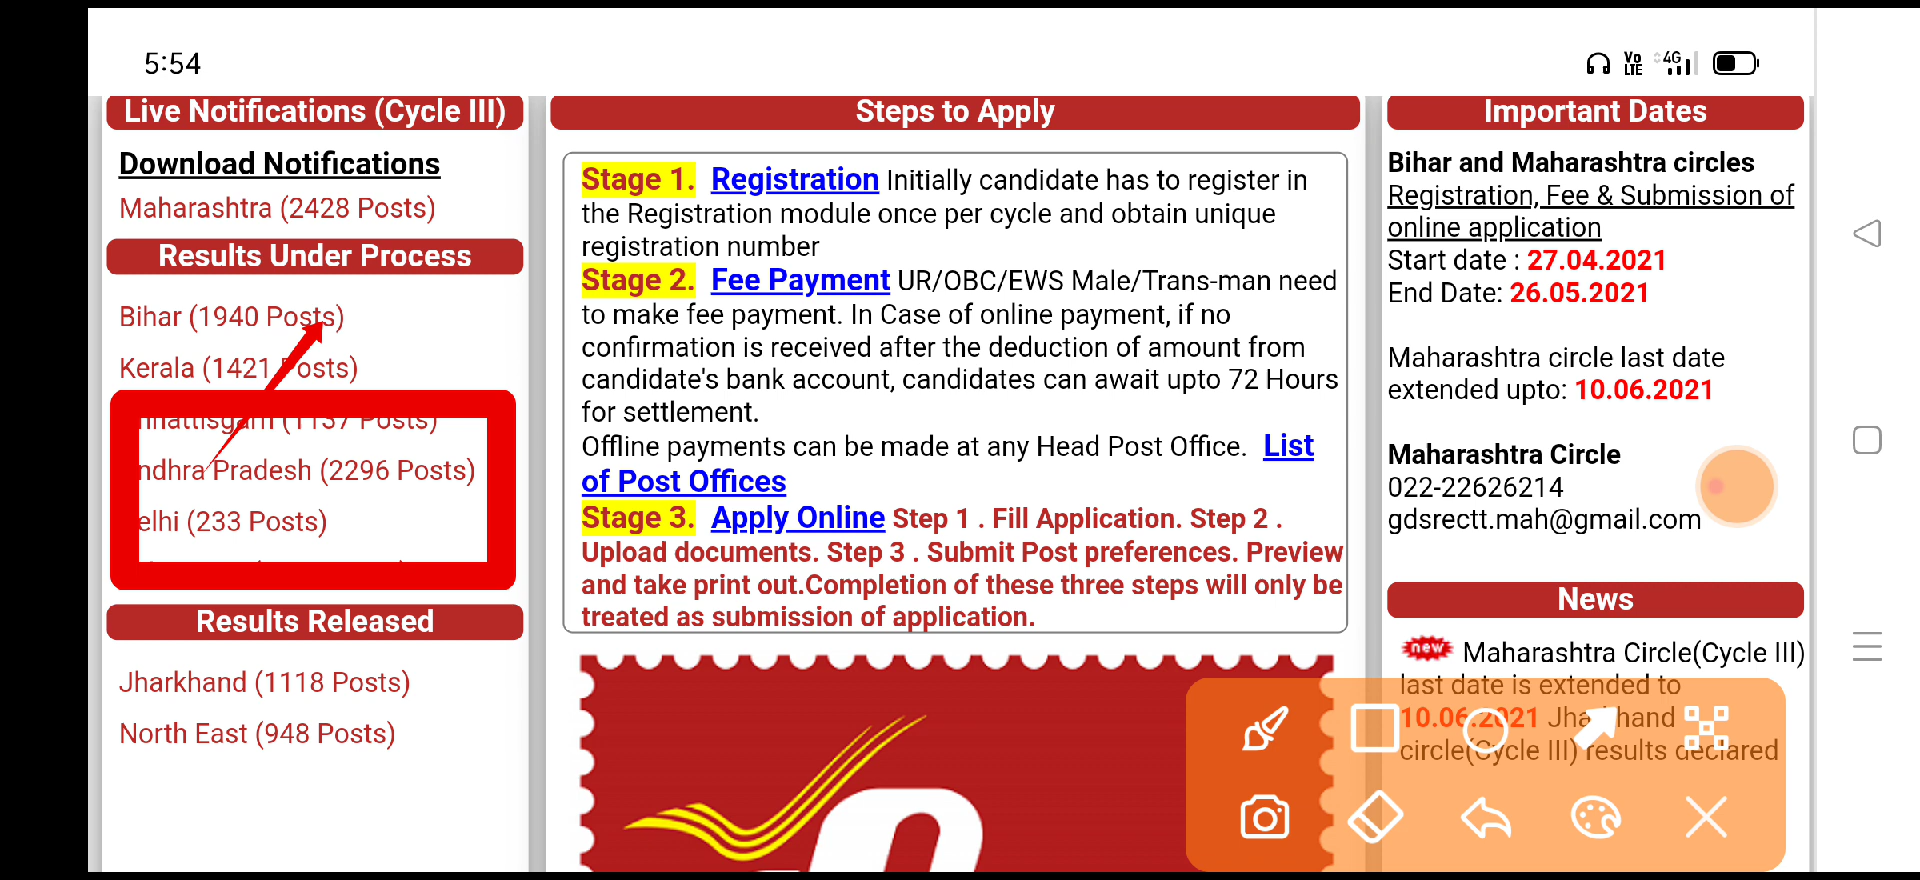 5:54
Vo LTE 4G
Live Notifications (Cycle III)
Download Notifications
Maharashtra (2428 Posts)
Results Under Process
Bihar (1940 Posts)
Kerala (1421 Posts)
(1137 Posts)
Pradesh (2296 Posts)
(233 Posts)
Results Released
Jharkhand (1118 Posts)
North East (948 Posts)
Steps to Apply
Stage 1. Registration Initially candidate has to register in
the Registration module once per cycle and obtain unique
registration number
Stage 2. Fee Payment UR/OBC/EWS Male/Trans-man need
to make fee payment. In Case of online payment, if no
confirmation is received after the deduction of amount from
candidate's bank account, candidates can await upto 72 Hours
for settlement.
Offline payments can be made at any Head Post Office. List
of Post Offices
Stage 3. Apply Online Step 1 . Fill Application. Step 2 .
Upload documents. Step 3 . Submit Post preferences. Preview
and take print out.Completion of these three steps will only be
treated as submission of application.
Important Dates
Bihar and Maharashtra circles
Registration, Fee & Submission of
online application
Start date : 27.04.2021
End Date: 26.05.2021
Maharashtra circle last date
extended upto: 10.06.2021
Maharashtra Circle
022-22626214
gdsrectt.mah@gmail.com
News
new Maharashtra Circle(Cycle III)
last date is extended to
10.06.2021 Jharkhand
circle(Cycle III) results declared